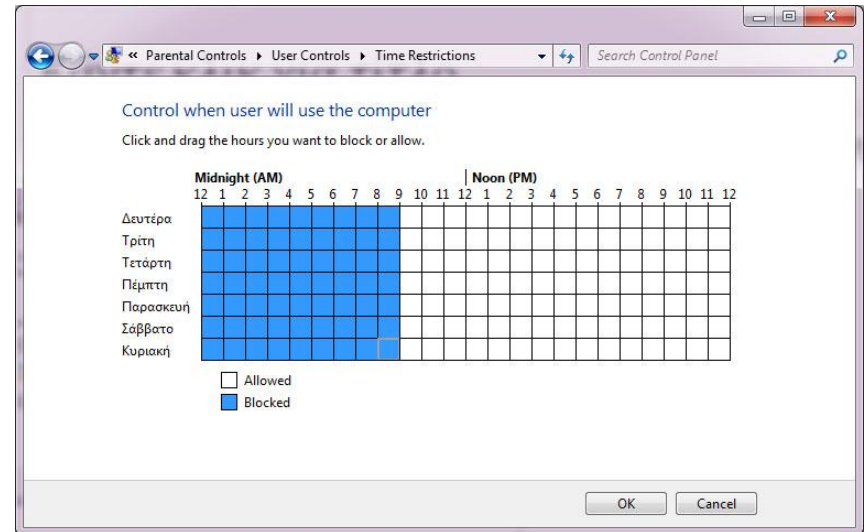 « Parental Controls ▸ User Controls ▸ Time Restrictions
Search Control Panel
Control when user will use the computer
Click and drag the hours you want to block or allow.
Midnight (AM) Noon (PM)
12 1 2 3 4 5 6 7 8 9 10 11 12 1 2 3 4 5 6 7 8 9 10 11 12
Δευτέρα
Τρίτη
Τετάρτη
Πέμπτη
Παρασκευή
Σάββατο
Κυριακή
Allowed
Blocked
OK Cancel